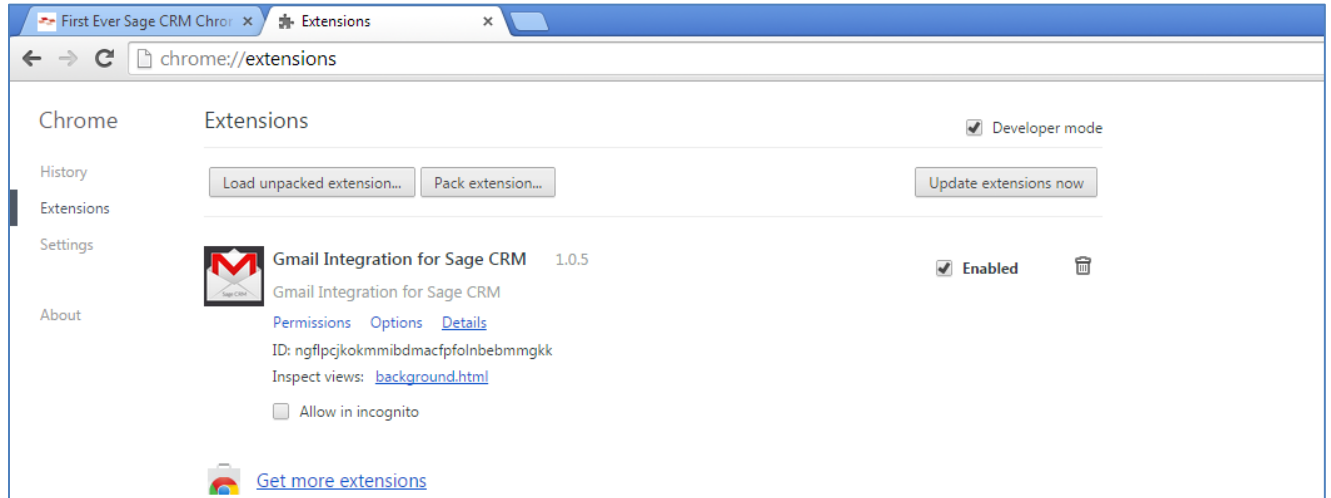 First Ever Sage CRM Chror
Extensions
chrome://extensions
Chrome
Extensions
Developer mode
History
Extensions
Settings
About
Load unpacked extension...
Pack extension...
Update extensions now
Gmail Integration for Sage CRM 1.0.5
Enabled
Gmail Integration for Sage CRM
Permissions Options Details
ID: ngflpcjkokmmibdmacfpfolnbebmmgkk
Inspect views: background.html
Allow in incognito
Sage CRM
Get more extensions